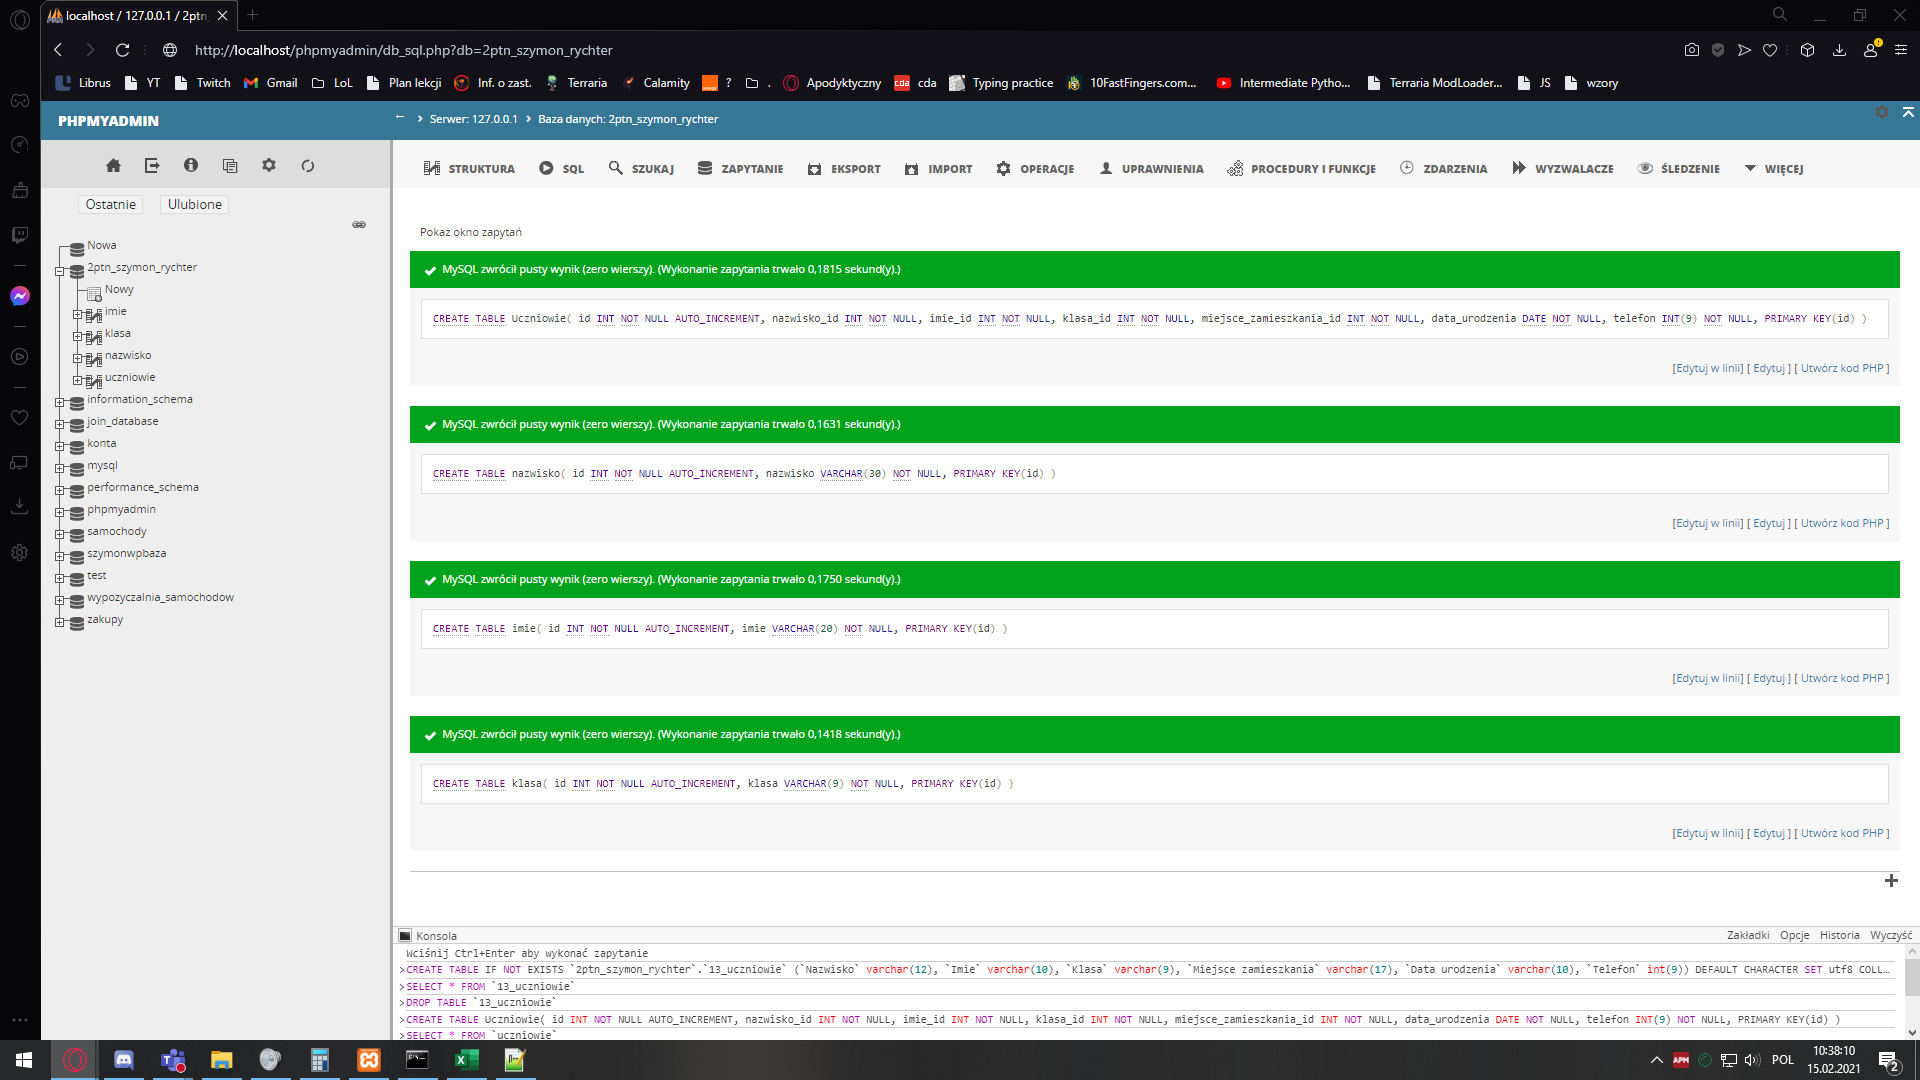 localhost / 127.0.0.1 / 2ptn
http://localhost/phpmyadmin/db_sql.php?db=2ptn_szymon_rychter
Librus YT Twitch Gmail LoL Plan lekcji Inf. o zast. Terraria Calamity ? . Apodyktyczny cda cda Typing practice 10FastFingers.com... Intermediate Pytho... Terraria ModLoader... JS wzory
PHPMYADMIN
← › Serwer: 127.0.0.1 › Baza danych: 2ptn_szymon_rychter
STRUKTURA SQL SZUKAJ ZAPYTANIE EKSPORT IMPORT OPERACJE UPRAWNIENIA PROCEDURY I FUNKCJE ZDARZENIA WYZWALACZE ŚLEDZENIE WIĘCEJ
Ostatnie Ulubione
Nowa
2ptn_szymon_rychter
Nowy
imie
klasa
nazwisko
uczniowie
information_schema
join_database
konta
mysql
performance_schema
phpmyadmin
samochody
szymonwpbaza
test
wypozyczalnia_samochodow
zakupy
Pokaż okno zapytań
MySQL zwrócił pusty wynik (zero wierszy). (Wykonanie zapytania trwało 0,1815 sekund(y).)
CREATE TABLE Uczniowie( id INT NOT NULL AUTO_INCREMENT, nazwisko_id INT NOT NULL, imie_id INT NOT NULL, klasa_id INT NOT NULL, miejsce_zamieszkania_id INT NOT NULL, data_urodzenia DATE NOT NULL, telefon INT(9) NOT NULL, PRIMARY KEY(id) )
[Edytuj w linii] [ Edytuj ] [ Utwórz kod PHP ]
MySQL zwrócił pusty wynik (zero wierszy). (Wykonanie zapytania trwało 0,1631 sekund(y).)
CREATE TABLE nazwisko( id INT NOT NULL AUTO_INCREMENT, nazwisko VARCHAR(30) NOT NULL, PRIMARY KEY(id) )
[Edytuj w linii] [ Edytuj ] [ Utwórz kod PHP ]
MySQL zwrócił pusty wynik (zero wierszy). (Wykonanie zapytania trwało 0,1750 sekund(y).)
CREATE TABLE imie( id INT NOT NULL AUTO_INCREMENT, imie VARCHAR(20) NOT NULL, PRIMARY KEY(id) )
[Edytuj w linii] [ Edytuj ] [ Utwórz kod PHP ]
MySQL zwrócił pusty wynik (zero wierszy). (Wykonanie zapytania trwało 0,1418 sekund(y).)
CREATE TABLE klasa( id INT NOT NULL AUTO_INCREMENT, klasa VARCHAR(9) NOT NULL, PRIMARY KEY(id) )
[Edytuj w linii] [ Edytuj ] [ Utwórz kod PHP ]
Konsola Zakładki Opcje Historia Wyczyść
Wciśnij Ctrl+Enter aby wykonać zapytanie
>CREATE TABLE IF NOT EXISTS `2ptn_szymon_rychter`.`13_uczniowie` (`Nazwisko` varchar(12), `Imie` varchar(10), `Klasa` varchar(9), `Miejsce zamieszkania` varchar(17), `Data urodzenia` varchar(10), `Telefon` int(9)) DEFAULT CHARACTER SET utf8 COLL...
>SELECT * FROM `13_uczniowie`
>DROP TABLE `13_uczniowie`
>CREATE TABLE Uczniowie( id INT NOT NULL AUTO_INCREMENT, nazwisko_id INT NOT NULL, imie_id INT NOT NULL, klasa_id INT NOT NULL, miejsce_zamieszkania_id INT NOT NULL, data_urodzenia DATE NOT NULL, telefon INT(9) NOT NULL, PRIMARY KEY(id) )
>SELECT * FROM `uczniowie`
APM POL 10:38:10
15.02.2021
2